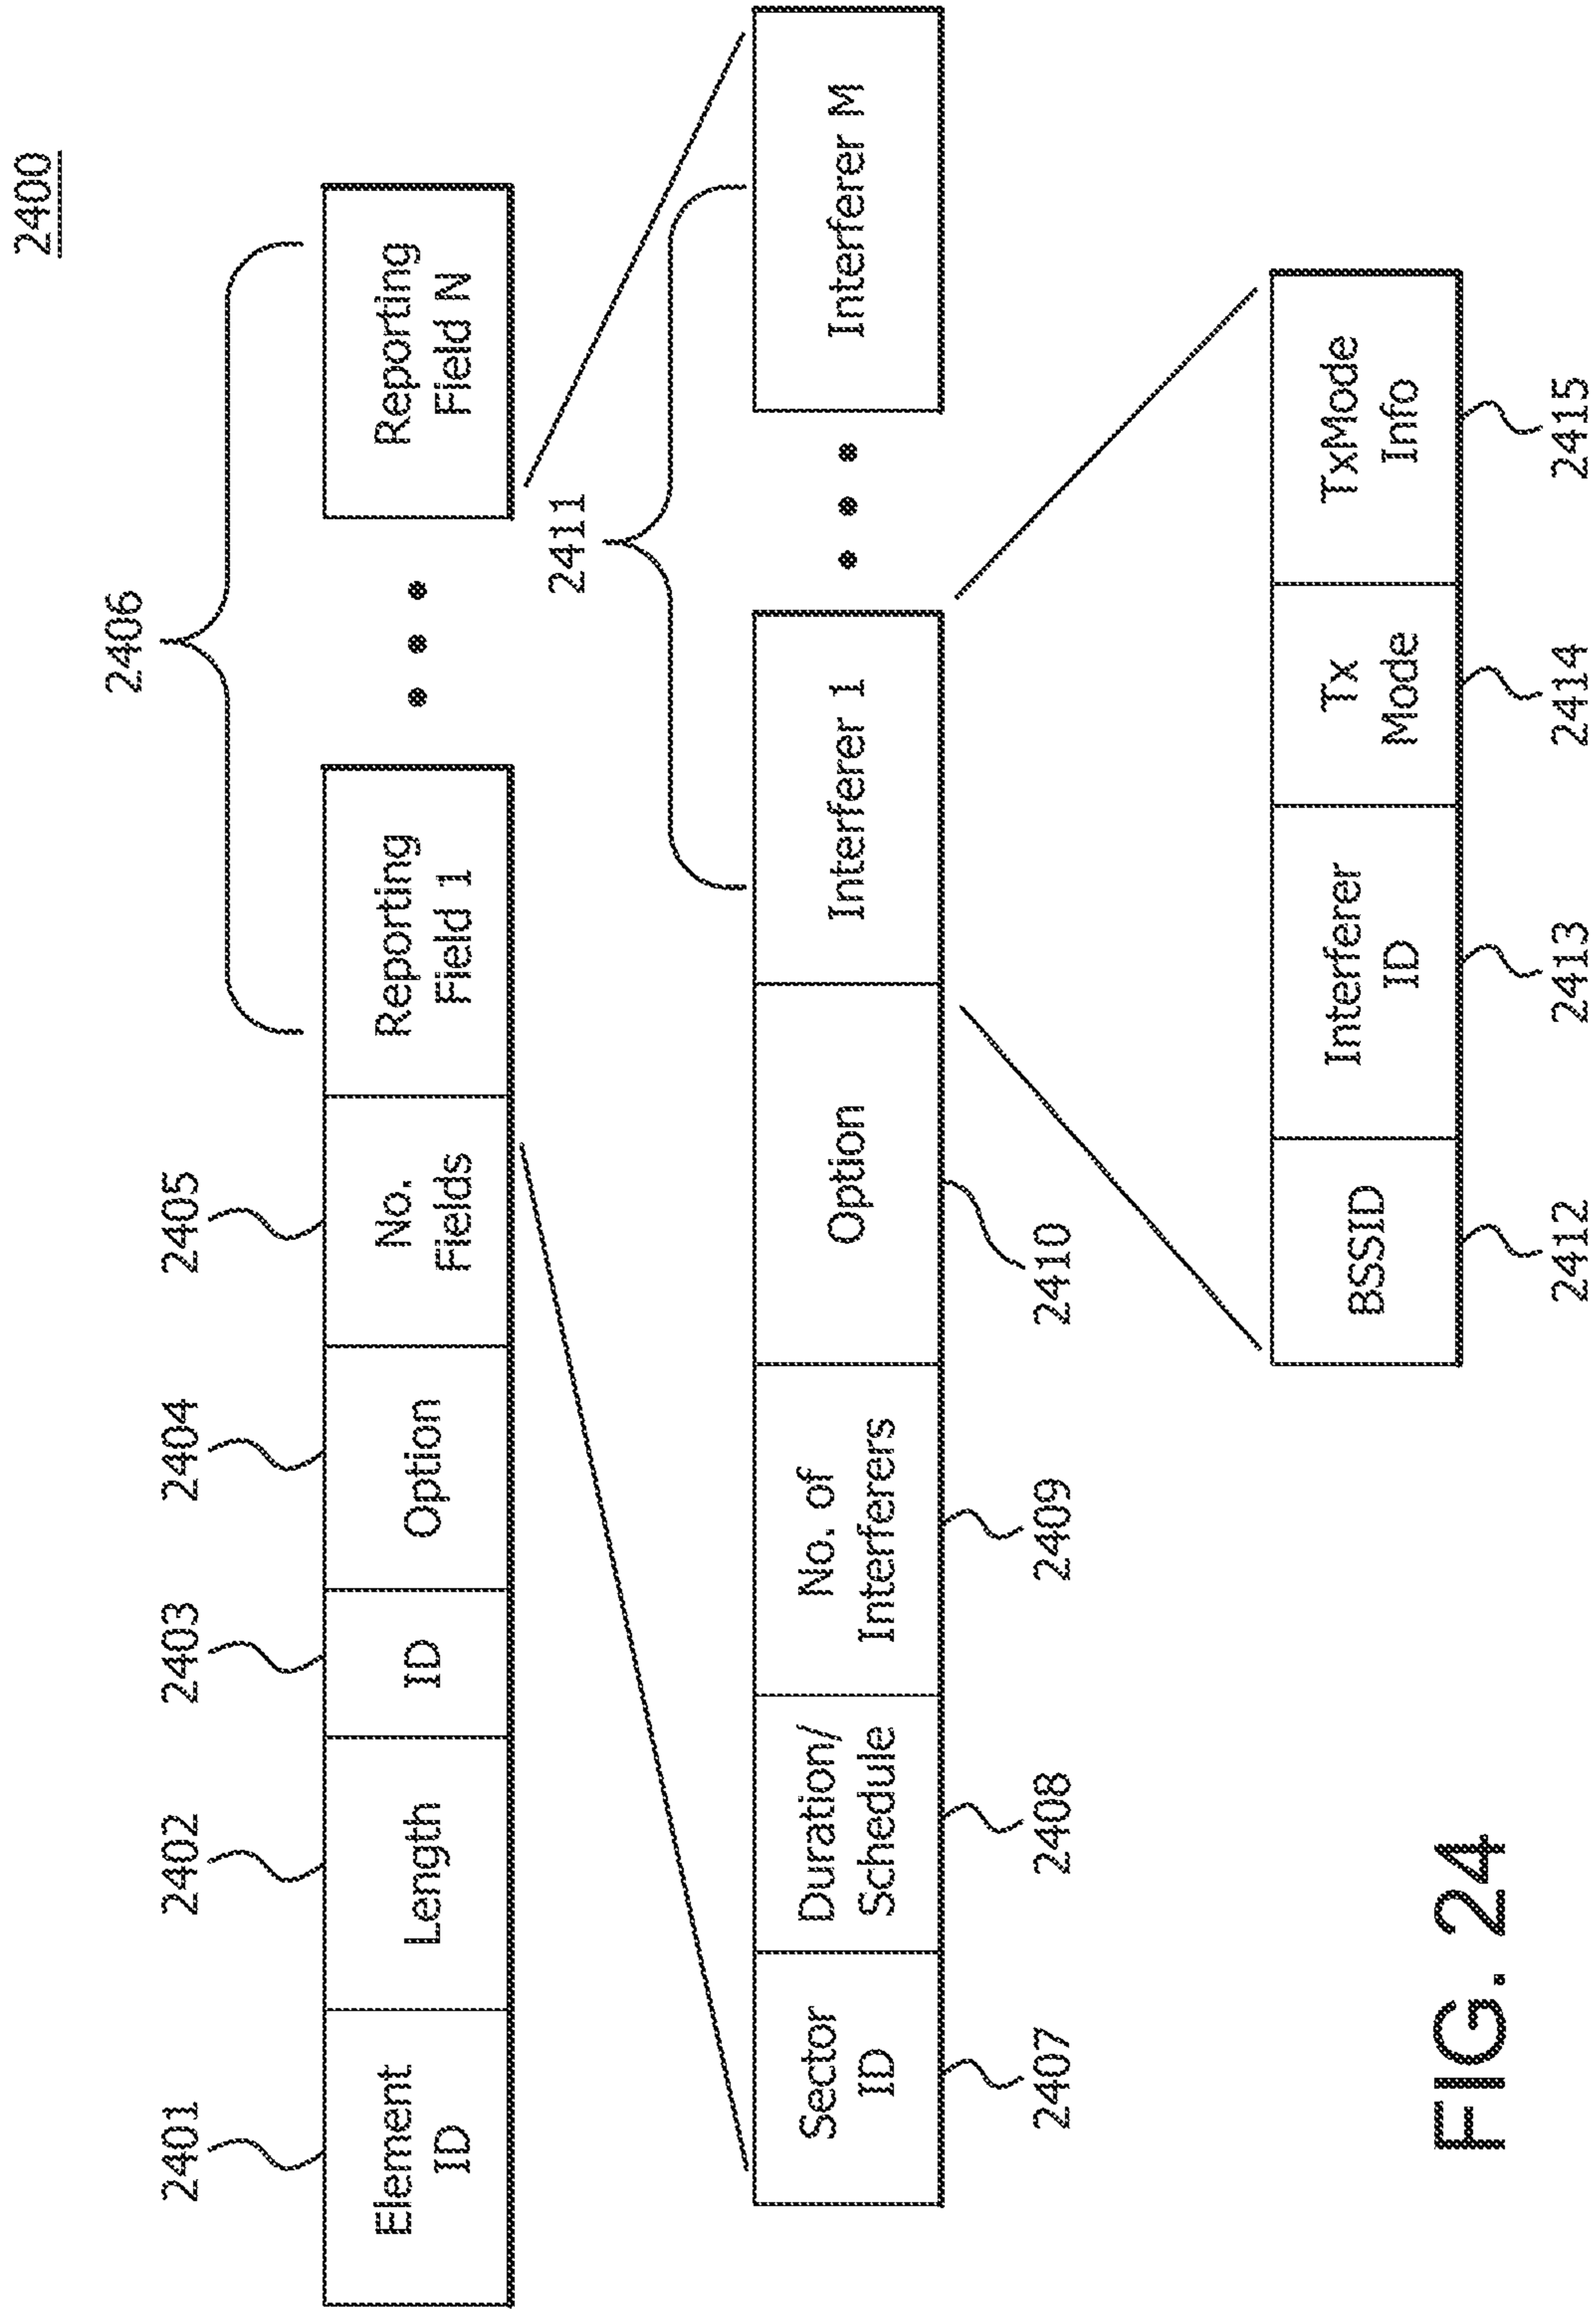 2400
2406
2401
2402
2403
2404
2405
Element
ID
Length
ID
Option
No.
Fields
Reporting
Field 1
Reporting
Field N
2411
Sector
ID
Duration/
Schedule
No. of
Interferers
Option
Interferer 1
Interferer M
2407
2408
2409
2410
BSSID
Interferer
ID
Tx
Mode
TxMode
Info
2412
2413
2414
2415
FIG. 24